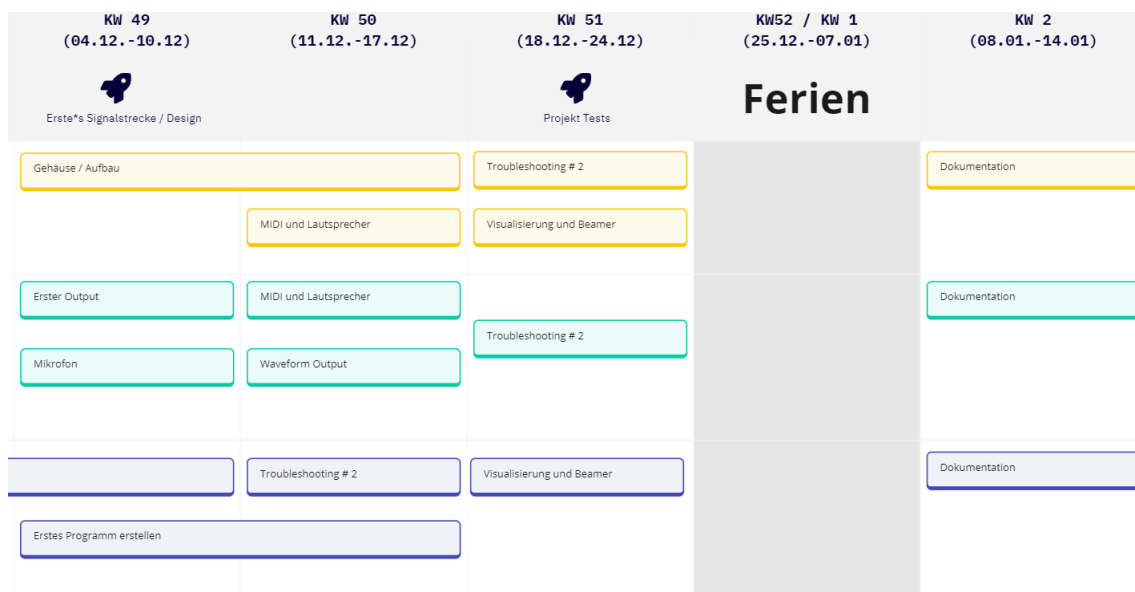 KW 49
(04.12.-10.12)
KW 50
(11.12.-17.12)
KW 51
(18.12.-24.12)
KW52 / KW 1
(25.12.-07.01)
KW 2
(08.01.-14.01)
Erste*s Signalstrecke / Design
Projekt Tests
Ferien
Gehäuse / Aufbau
Troubleshooting # 2
Dokumentation
MIDI und Lautsprecher
Visualisierung und Beamer
Erster Output
MIDI und Lautsprecher
Dokumentation
Troubleshooting # 2
Mikrofon
Waveform Output
Troubleshooting # 2
Visualisierung und Beamer
Dokumentation
Erstes Programm erstellen